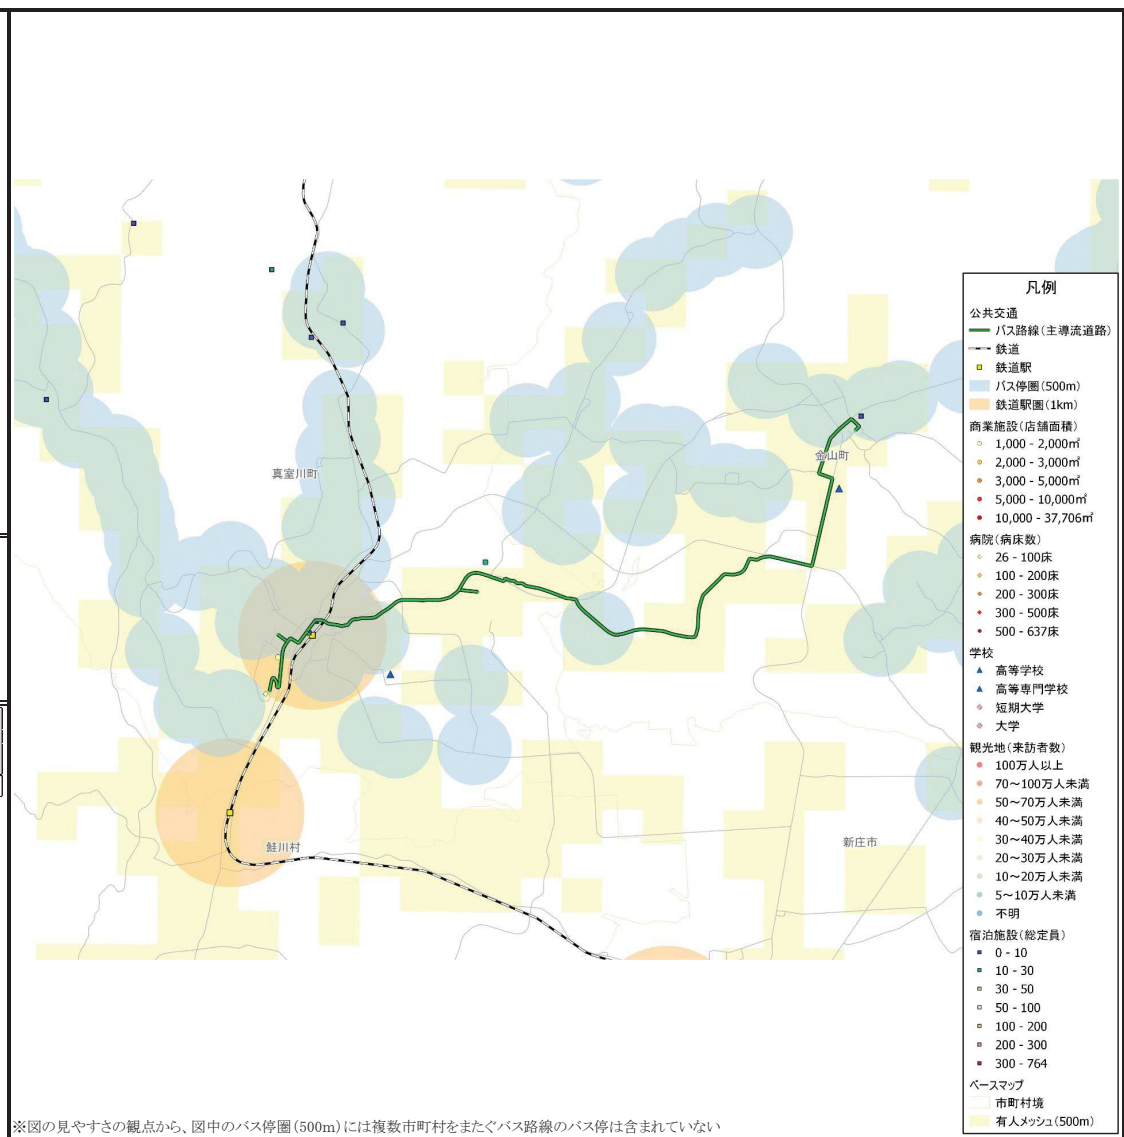 真室川町
金山町
鮭川村
新庄市
凡例
公共交通
バス路線(主導流道路)
鉄道
鉄道駅
バス停圏(500m)
鉄道駅圏(1km)
商業施設(店舗面積)
1,000 - 2,000㎡
2,000 - 3,000㎡
3,000 - 5,000㎡
5,000 - 10,000㎡
10,000 - 37,706㎡
病院(病床数)
26 - 100床
100 - 200床
200 - 300床
300 - 500床
500 - 637床
学校
高等学校
高等専門学校
短期大学
大学
観光地(来訪者数)
100万人以上
70～100万人未満
50～70万人未満
40～50万人未満
30～40万人未満
20～30万人未満
10～20万人未満
5～10万人未満
不明
宿泊施設(総定員)
0 - 10
10 - 30
30 - 50
50 - 100
100 - 200
200 - 300
300 - 764
ベースマップ
市町村境
有人メッシュ(500m)
※図の見やすさの観点から、図中のバス停圏(500m)には複数市町村をまたぐバス路線のバス停は含まれていない